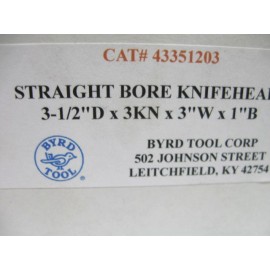 CAT# 43351203
STRAIGHT BORE KNIFEHEA
3-1/2"D x 3KN x 3"W x 1"B
BYRD TOOL CORP
502 JOHNSON STREET
LEITCHFIELD, KY 42754
BYRD
TOOL